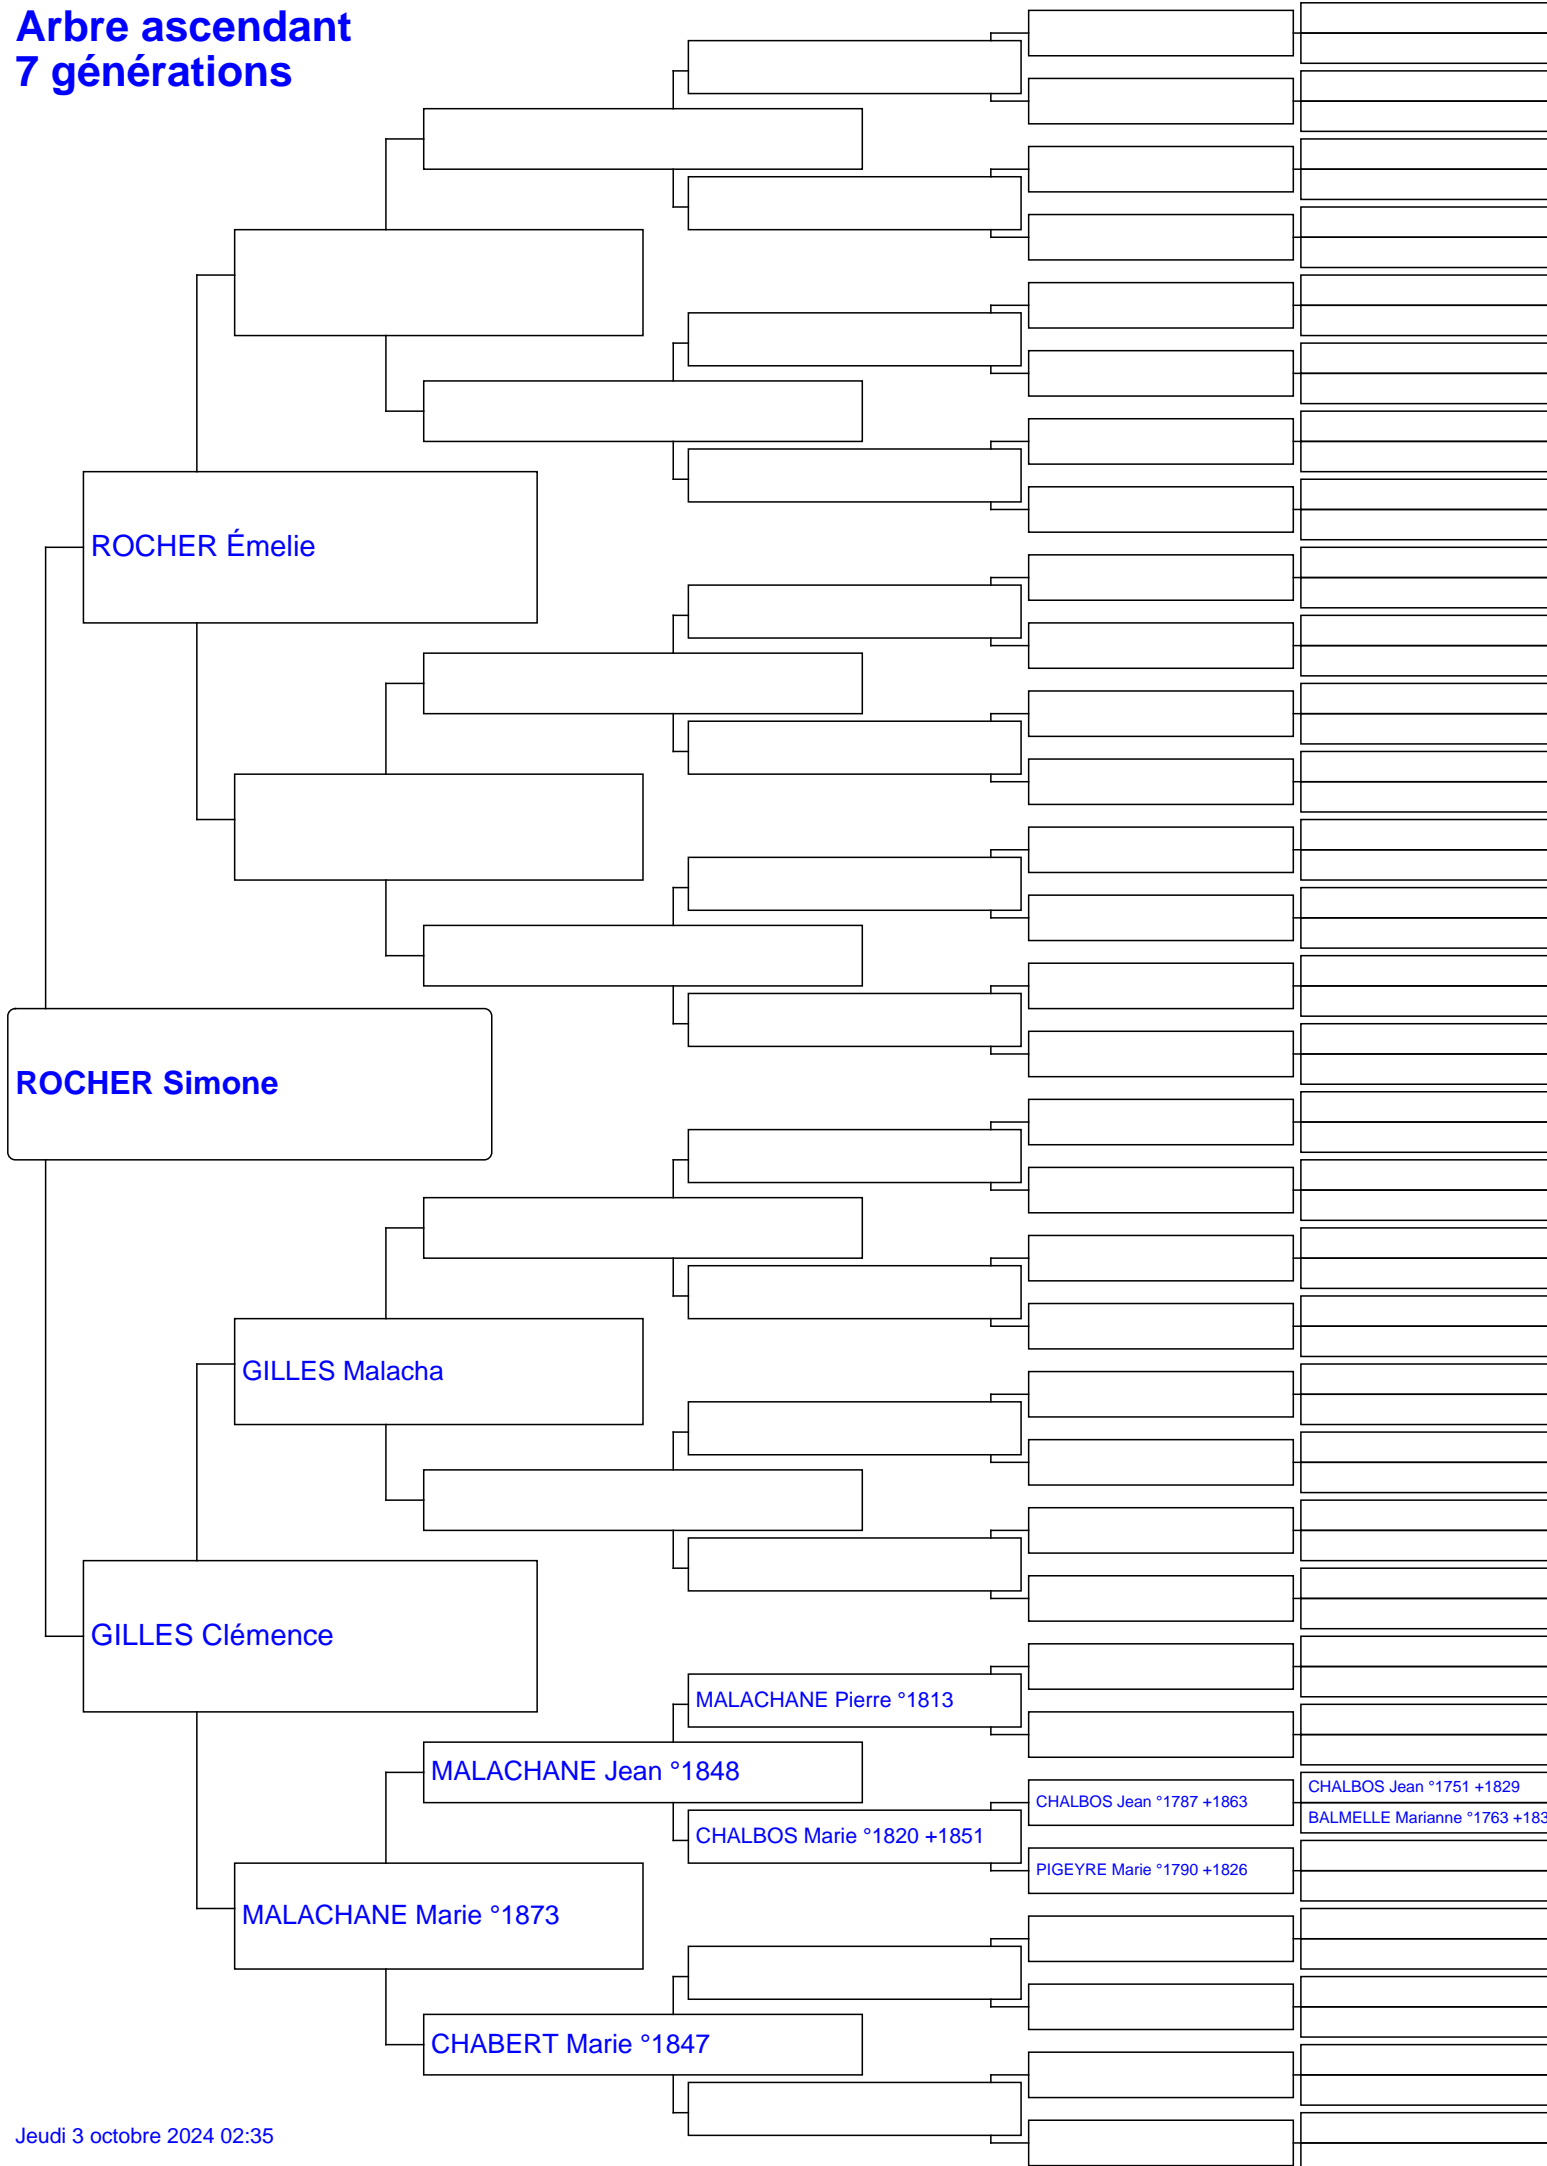 Arbre ascendant
7 générations
ROCHER Émelie
ROCHER Simone
GILLES Malacha
GILLES Clémence
MALACHANE Pierre °1813
MALACHANE Jean °1848
CHALBOS Jean °1751 +1829
CHALBOS Jean °1787 +1863
BALMELLE Marianne °1763 +183
CHALBOS Marie °1820 +1851
PIGEYRE Marie °1790 +1826
MALACHANE Marie °1873
CHABERT Marie °1847
Jeudi 3 octobre 2024 02:35